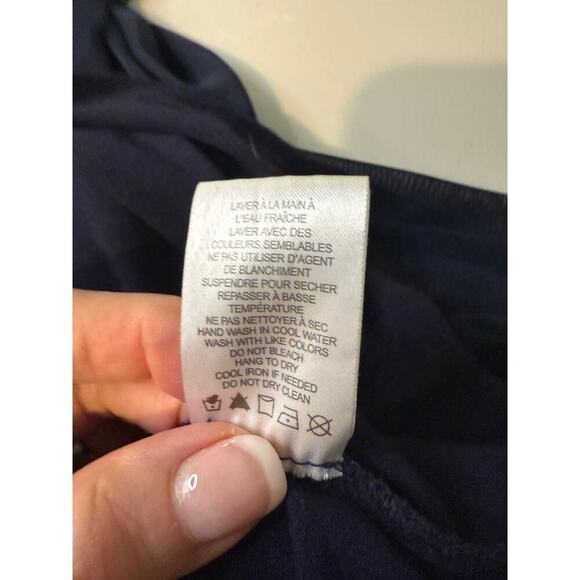 LAVER À LA MAIN À
L'EAU FRAÎCHE
LAVER AVEC DES
COULEURS SEMBLABLES
NE PAS UTILISER D'AGENT
DE BLANCHIMENT
SUSPENDRE POUR SECHER
REPASSER À BASSE
TEMPÉRATURE
NE PAS NETTOYER À SEC
HAND WASH IN COOL WATER
WASH WITH LIKE COLORS
DO NOT BLEACH
HANG TO DRY
COOL IRON IF NEEDED
DO NOT DRY CLEAN